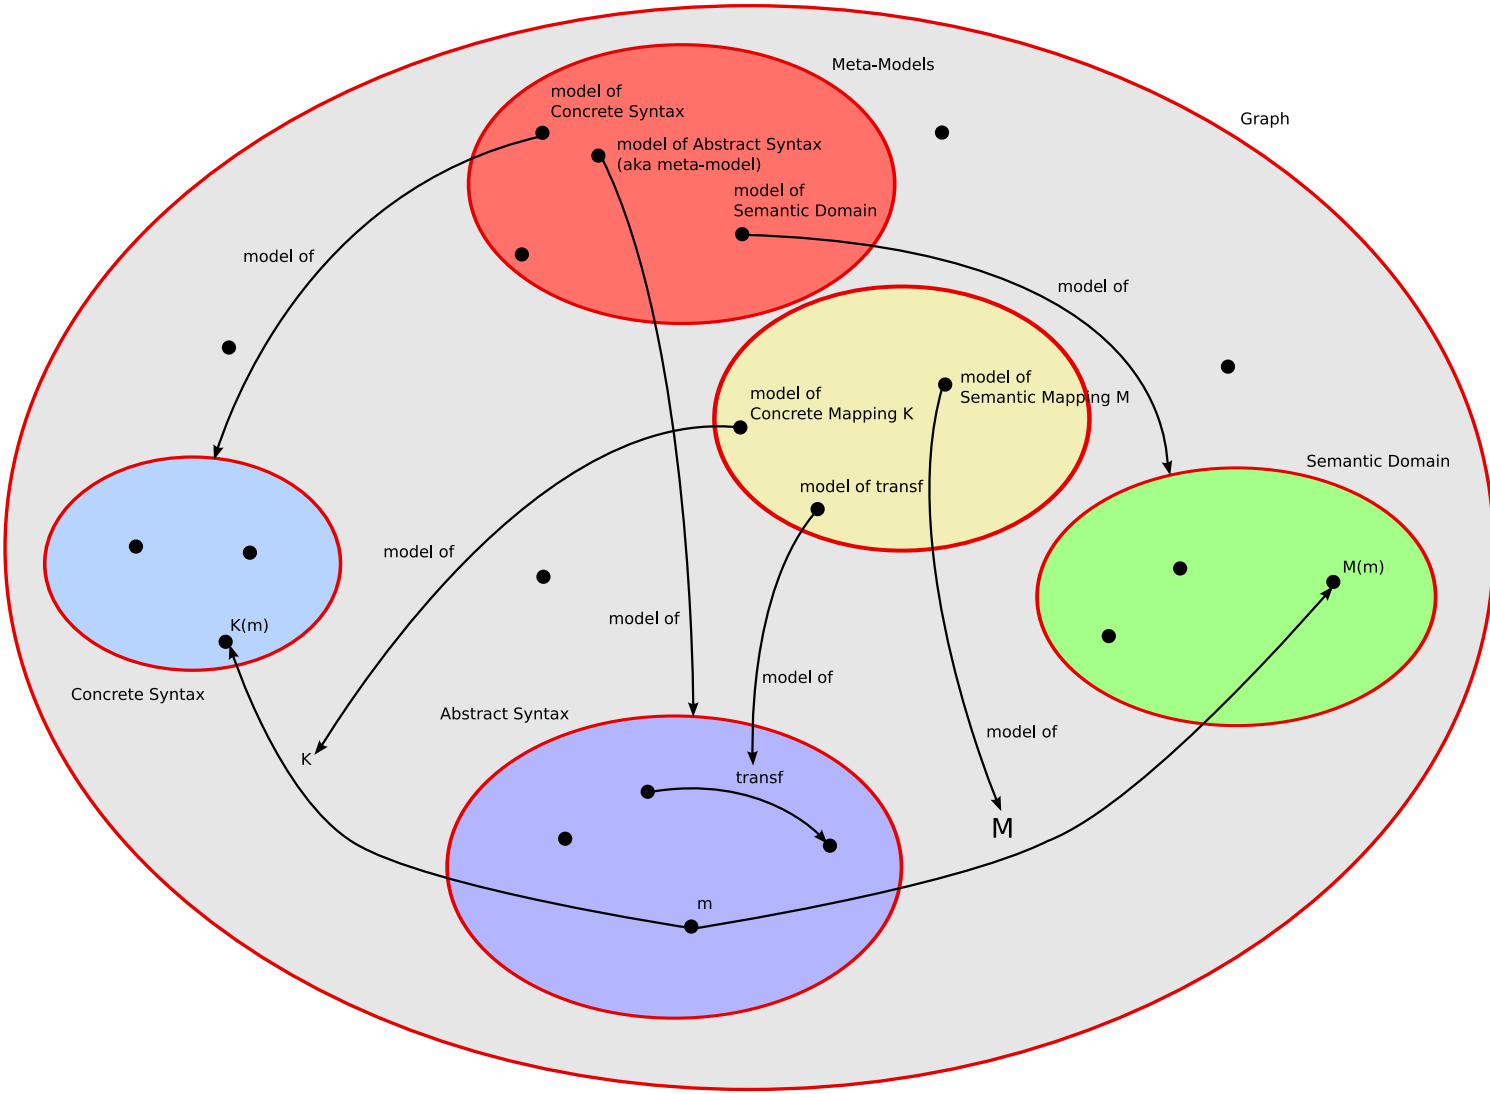 Meta-Models
Graph
model of
Concrete Syntax
model of Abstract Syntax
(aka meta-model)
model of
Semantic Domain
model of
model of
model of
Concrete Mapping K
model of
Semantic Mapping M
model of transf
Semantic Domain
model of
M(m)
model of
K(m)
model of
Concrete Syntax
Abstract Syntax
model of
K
transf
M
m